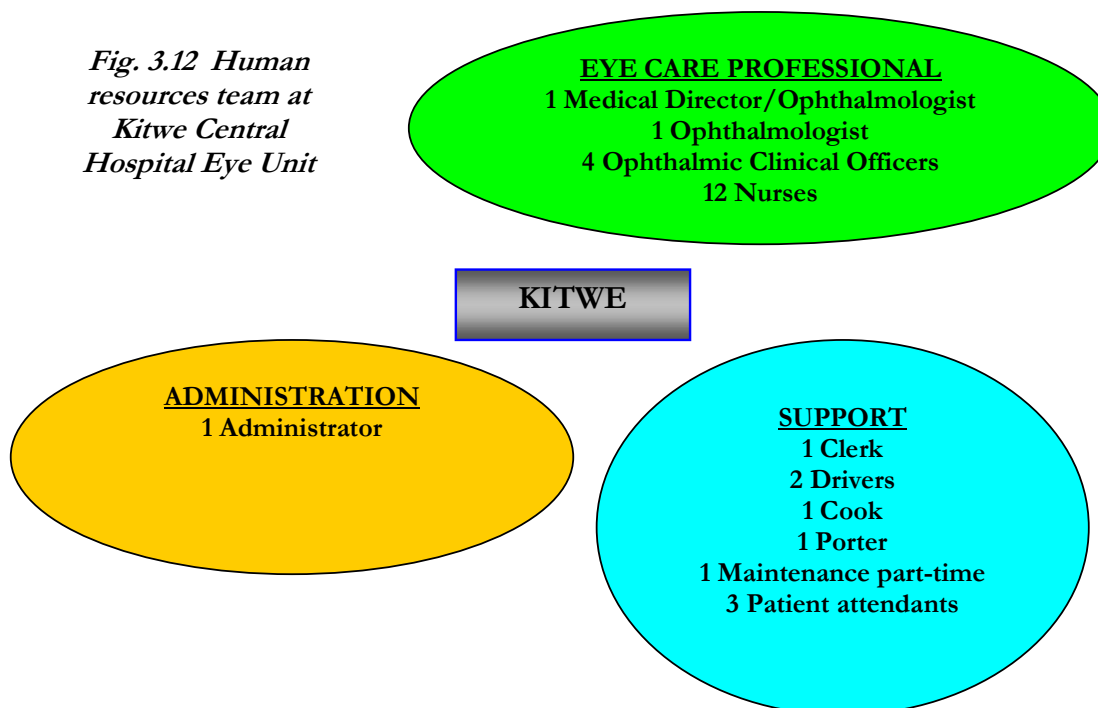 Fig. 3.12 Human
resources team at
Kitwe Central
Hospital Eye Unit
EYE CARE PROFESSIONAL
1 Medical Director/Ophthalmologist
1 Ophthalmologist
4 Ophthalmic Clinical Officers
12 Nurses
KITWE
ADMINISTRATION
1 Administrator
SUPPORT
1 Clerk
2 Drivers
1 Cook
1 Porter
1 Maintenance part-time
3 Patient attendants